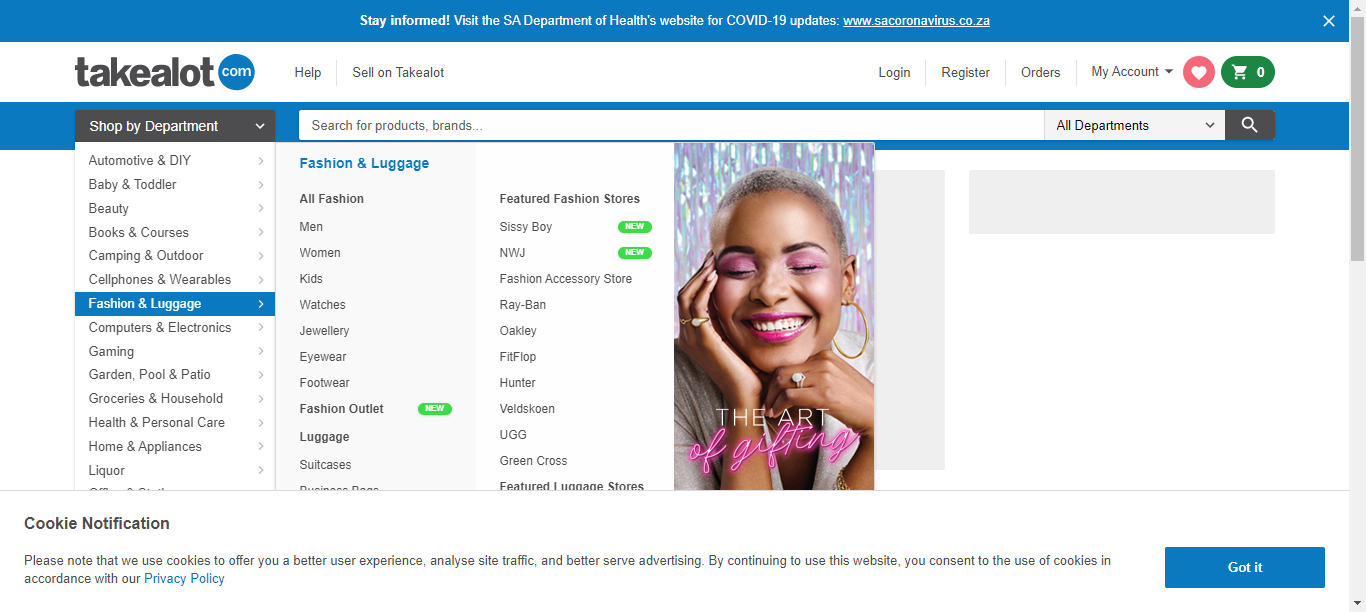 Stay informed! Visit the SA Department of Health's website for COVID-19 updates: www.sacoronavirus.co.za
takealot com
Help
Sell on Takealot
Login
Register
Orders
My Account
0
Shop by Department
Search for products, brands...
All Departments
Automotive & DIY
Baby & Toddler
Beauty
Books & Courses
Camping & Outdoor
Cellphones & Wearables
Fashion & Luggage
Computers & Electronics
Gaming
Garden, Pool & Patio
Groceries & Household
Health & Personal Care
Home & Appliances
Liquor
Fashion & Luggage
All Fashion
Men
Women
Kids
Watches
Jewellery
Eyewear
Footwear
Fashion Outlet NEW
Luggage
Suitcases
Business Bags
Featured Fashion Stores
Sissy Boy NEW
NWJ NEW
Fashion Accessory Store
Ray-Ban
Oakley
FitFlop
Hunter
Veldskoen
UGG
Green Cross
Featured Luggage Stores
THE ART
of gifting
Cookie Notification
Please note that we use cookies to offer you a better user experience, analyse site traffic, and better serve advertising. By continuing to use this website, you consent to the use of cookies in
accordance with our Privacy Policy
Got it